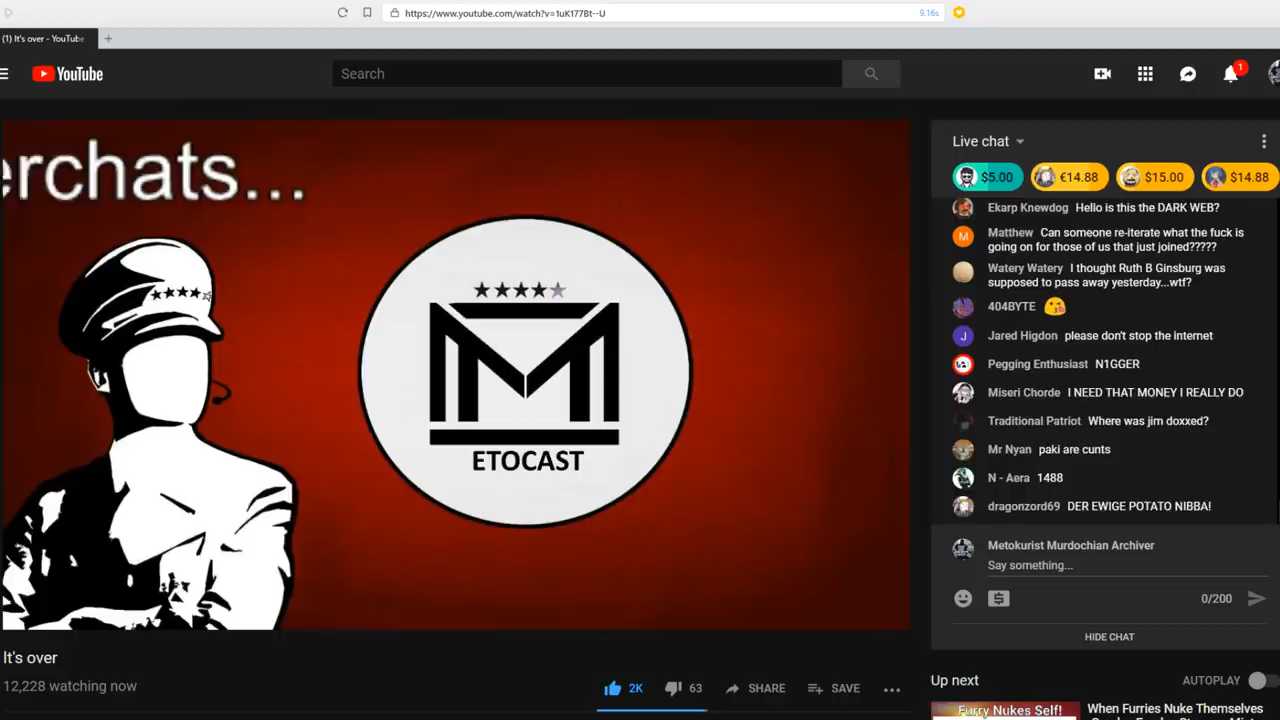 https://www.youtube.com/watch?v=1uK177Bt--U
9.16s
(1) It's over - YouTube
YouTube
Search
1
erchats...
ETOCAST
Live chat
$5.00
€14.88
$15.00
$14.88
Ekarp Knewdog Hello is this the DARK WEB?
Matthew Can someone re-iterate what the fuck is
going on for those of us that just joined?????
Watery Watery I thought Ruth B Ginsburg was
supposed to pass away yesterday...wtf?
404BYTE
Jared Higdon please don't stop the internet
Pegging Enthusiast N1GGER
Miseri Chorde I NEED THAT MONEY I REALLY DO
Traditional Patriot Where was jim doxxed?
Mr Nyan paki are cunts
N - Aera 1488
dragonzord69 DER EWIGE POTATO NIBBA!
Metokurist Murdochian Archiver
Say something...
0/200
HIDE CHAT
It's over
12,228 watching now
2K
63
SHARE
SAVE
Up next
AUTOPLAY
Furry Nukes Self!
When Furries Nuke Themselves